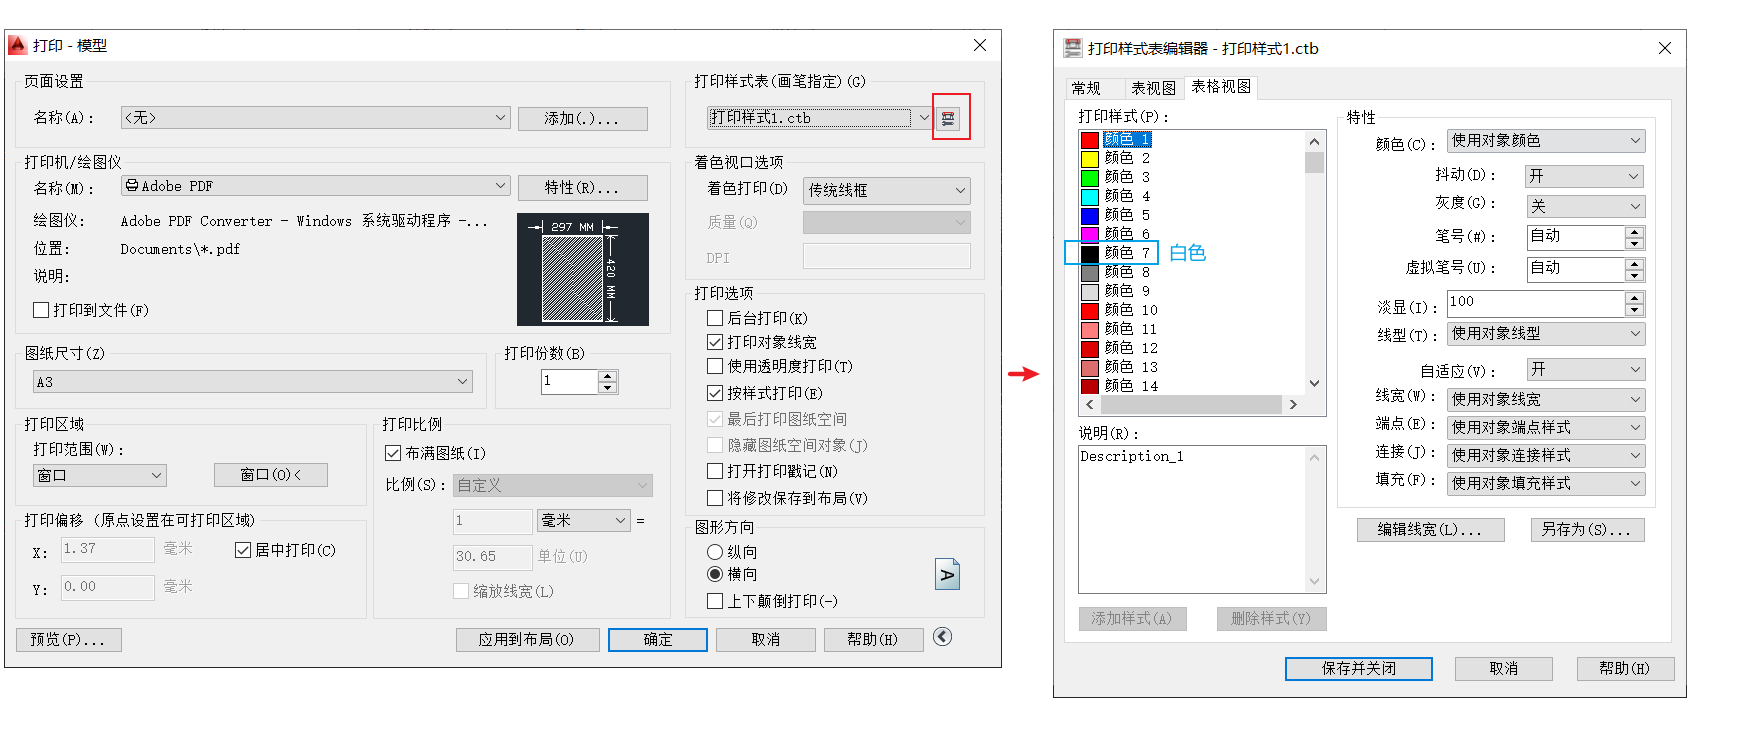 打印 - 模型
页面设置
名称(A):
<无>
添加(.)...
打印机/绘图仪
名称(M):
Adobe PDF
特性(R)...
绘图仪:
Adobe PDF Converter - Windows 系统驱动程序 -...
位置:
Documents\*.pdf
说明:
打印到文件(F)
297 MM
420 MM
图纸尺寸(Z)
A3
打印份数(B)
1
打印区域
打印范围(W):
窗口
窗口(O)<
打印比例
布满图纸(I)
比例(S):
自定义
1
毫米
=
30.65
单位(U)
缩放线宽(L)
打印偏移 (原点设置在可打印区域)
X:
1.37
毫米
居中打印(C)
Y:
0.00
毫米
打印样式表(画笔指定)(G)
打印样式1.ctb
着色视口选项
着色打印(D)
传统线框
质量(Q)
DPI
打印选项
后台打印(K)
打印对象线宽
使用透明度打印(T)
按样式打印(E)
最后打印图纸空间
隐藏图纸空间对象(J)
打开打印戳记(N)
将修改保存到布局(V)
图形方向
纵向
横向
上下颠倒打印(-)
A
预览(P)...
应用到布局(O)
确定
取消
帮助(H)
打印样式表编辑器 - 打印样式1.ctb
常规
表视图
表格视图
打印样式(P):
颜色 1
颜色 2
颜色 3
颜色 4
颜色 5
颜色 6
颜色 7
白色
颜色 8
颜色 9
颜色 10
颜色 11
颜色 12
颜色 13
颜色 14
说明(R):
Description_1
添加样式(A)
删除样式(Y)
特性
颜色(C):
使用对象颜色
抖动(D):
开
灰度(G):
关
笔号(#):
自动
虚拟笔号(U):
自动
淡显(I):
100
线型(T):
使用对象线型
自适应(V):
开
线宽(W):
使用对象线宽
端点(E):
使用对象端点样式
连接(J):
使用对象连接样式
填充(F):
使用对象填充样式
编辑线宽(L)...
另存为(S)...
保存并关闭
取消
帮助(H)